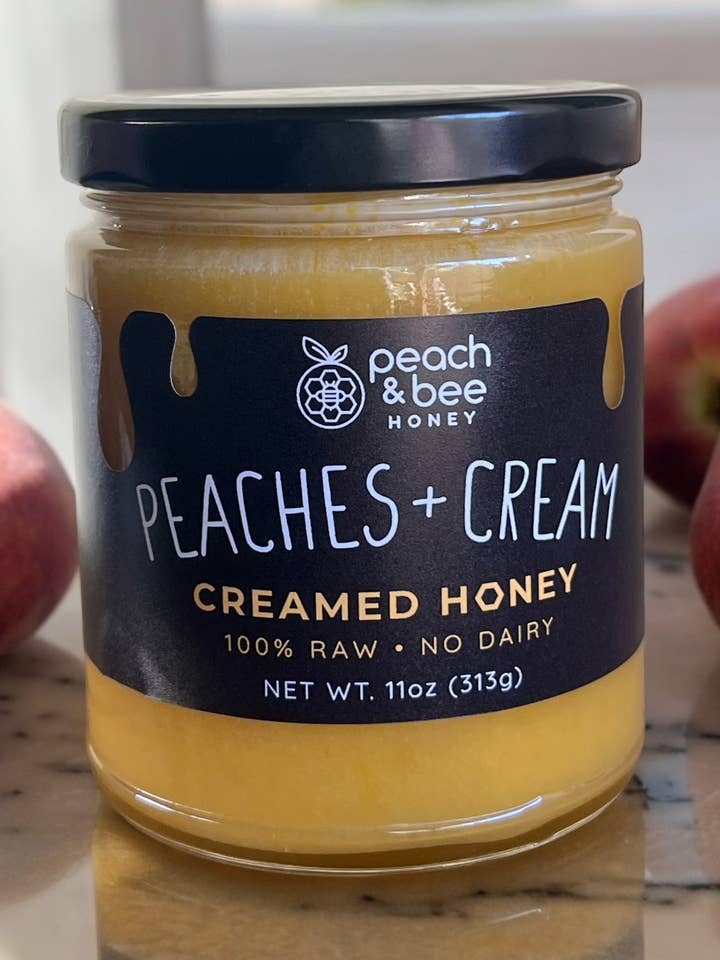 peach
& bee
HONEY
PEACHES + CREAM
CREAMED HONEY
100% RAW • NO DAIRY
NET WT. 11oz (313g)